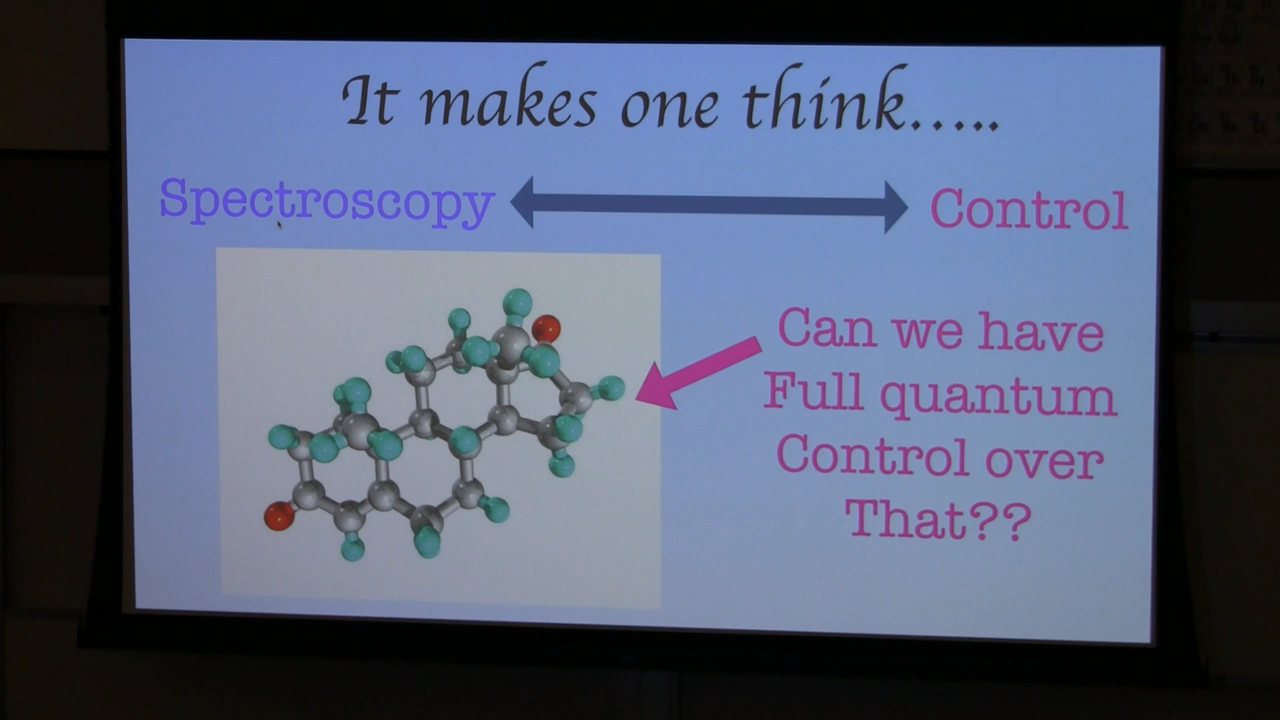 It makes one think.....
Spectroscopy
Control
Can we have
Full quantum
Control over
That??